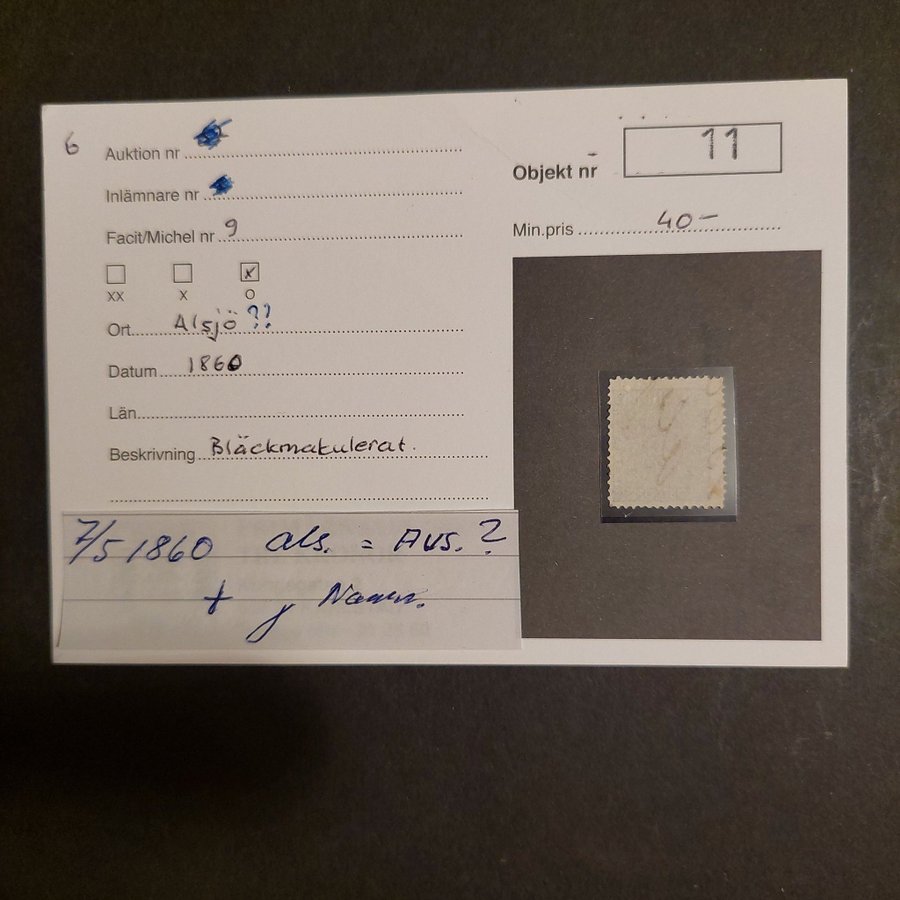 6
Auktion nr
Objekt nr 11
Inlämnare nr
Facit/Michel nr 9
Min.pris 40-
x
XX X O
Ort Alsjö ??
Datum 1860
Län
Beskrivning Bläckmakulerat.
7/5 1860 als. = Avs. ?
+ j